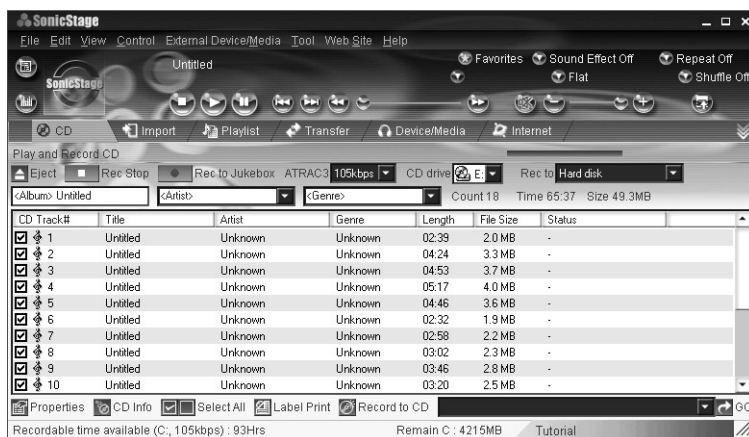 SonicStage
File Edit View Control External Device/Media Tool Web Site Help
Untitled
Favorites Sound Effect Off Repeat Off
SonicStage
Flat Shuffle Off
CD Import Playlist Transfer Device/Media Internet
Play and Record CD
Eject Rec Stop Rec to Jukebox ATRAC3 105kbps CD drive E: Rec to Hard disk
<Album> Untitled <Artist> <Genre> Count 18 Time 65:37 Size 49.3MB
CD Track# Title Artist Genre Length File Size Status
1 Untitled Unknown Unknown 02:39 2.0 MB -
2 Untitled Unknown Unknown 04:24 3.3 MB -
3 Untitled Unknown Unknown 04:53 3.7 MB -
4 Untitled Unknown Unknown 05:17 4.0 MB -
5 Untitled Unknown Unknown 04:46 3.6 MB -
6 Untitled Unknown Unknown 02:32 1.9 MB -
7 Untitled Unknown Unknown 02:58 2.2 MB -
8 Untitled Unknown Unknown 03:02 2.3 MB -
9 Untitled Unknown Unknown 03:46 2.8 MB -
10 Untitled Unknown Unknown 03:20 2.5 MB -
Properties CD Info Select All Label Print Record to CD GO
Recordable time available (C:, 105kbps) : 93Hrs Remain C : 4215MB Tutorial